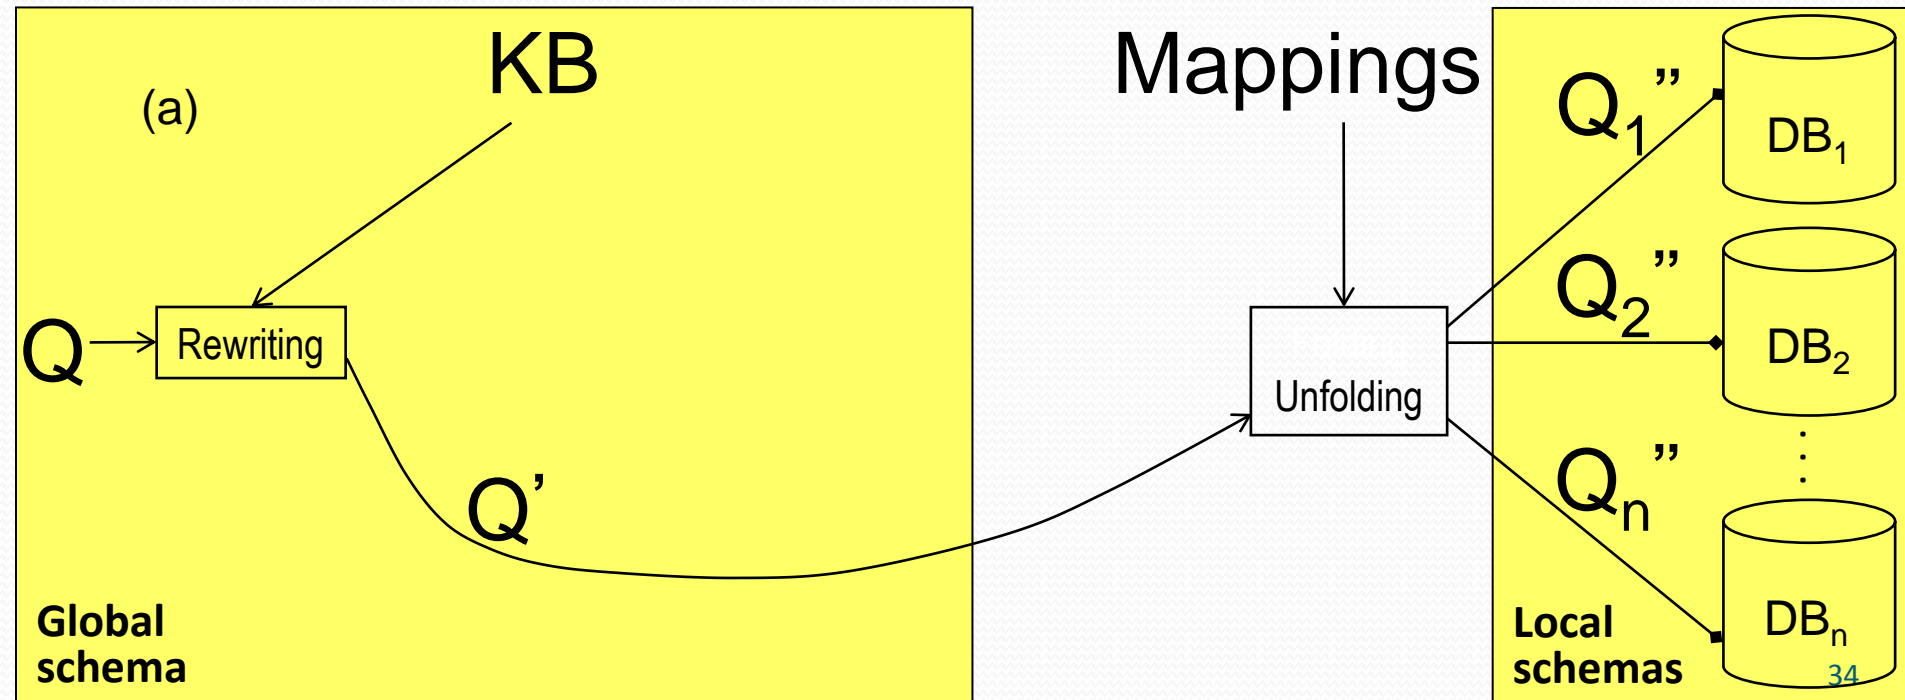 KB
Mappings
(a)
Q₁”
DB₁
Q₂”
DB₂
Q
Rewriting
Unfolding
Q’
Qₙ”
Global
schema
Local
schemas
DBₙ
34